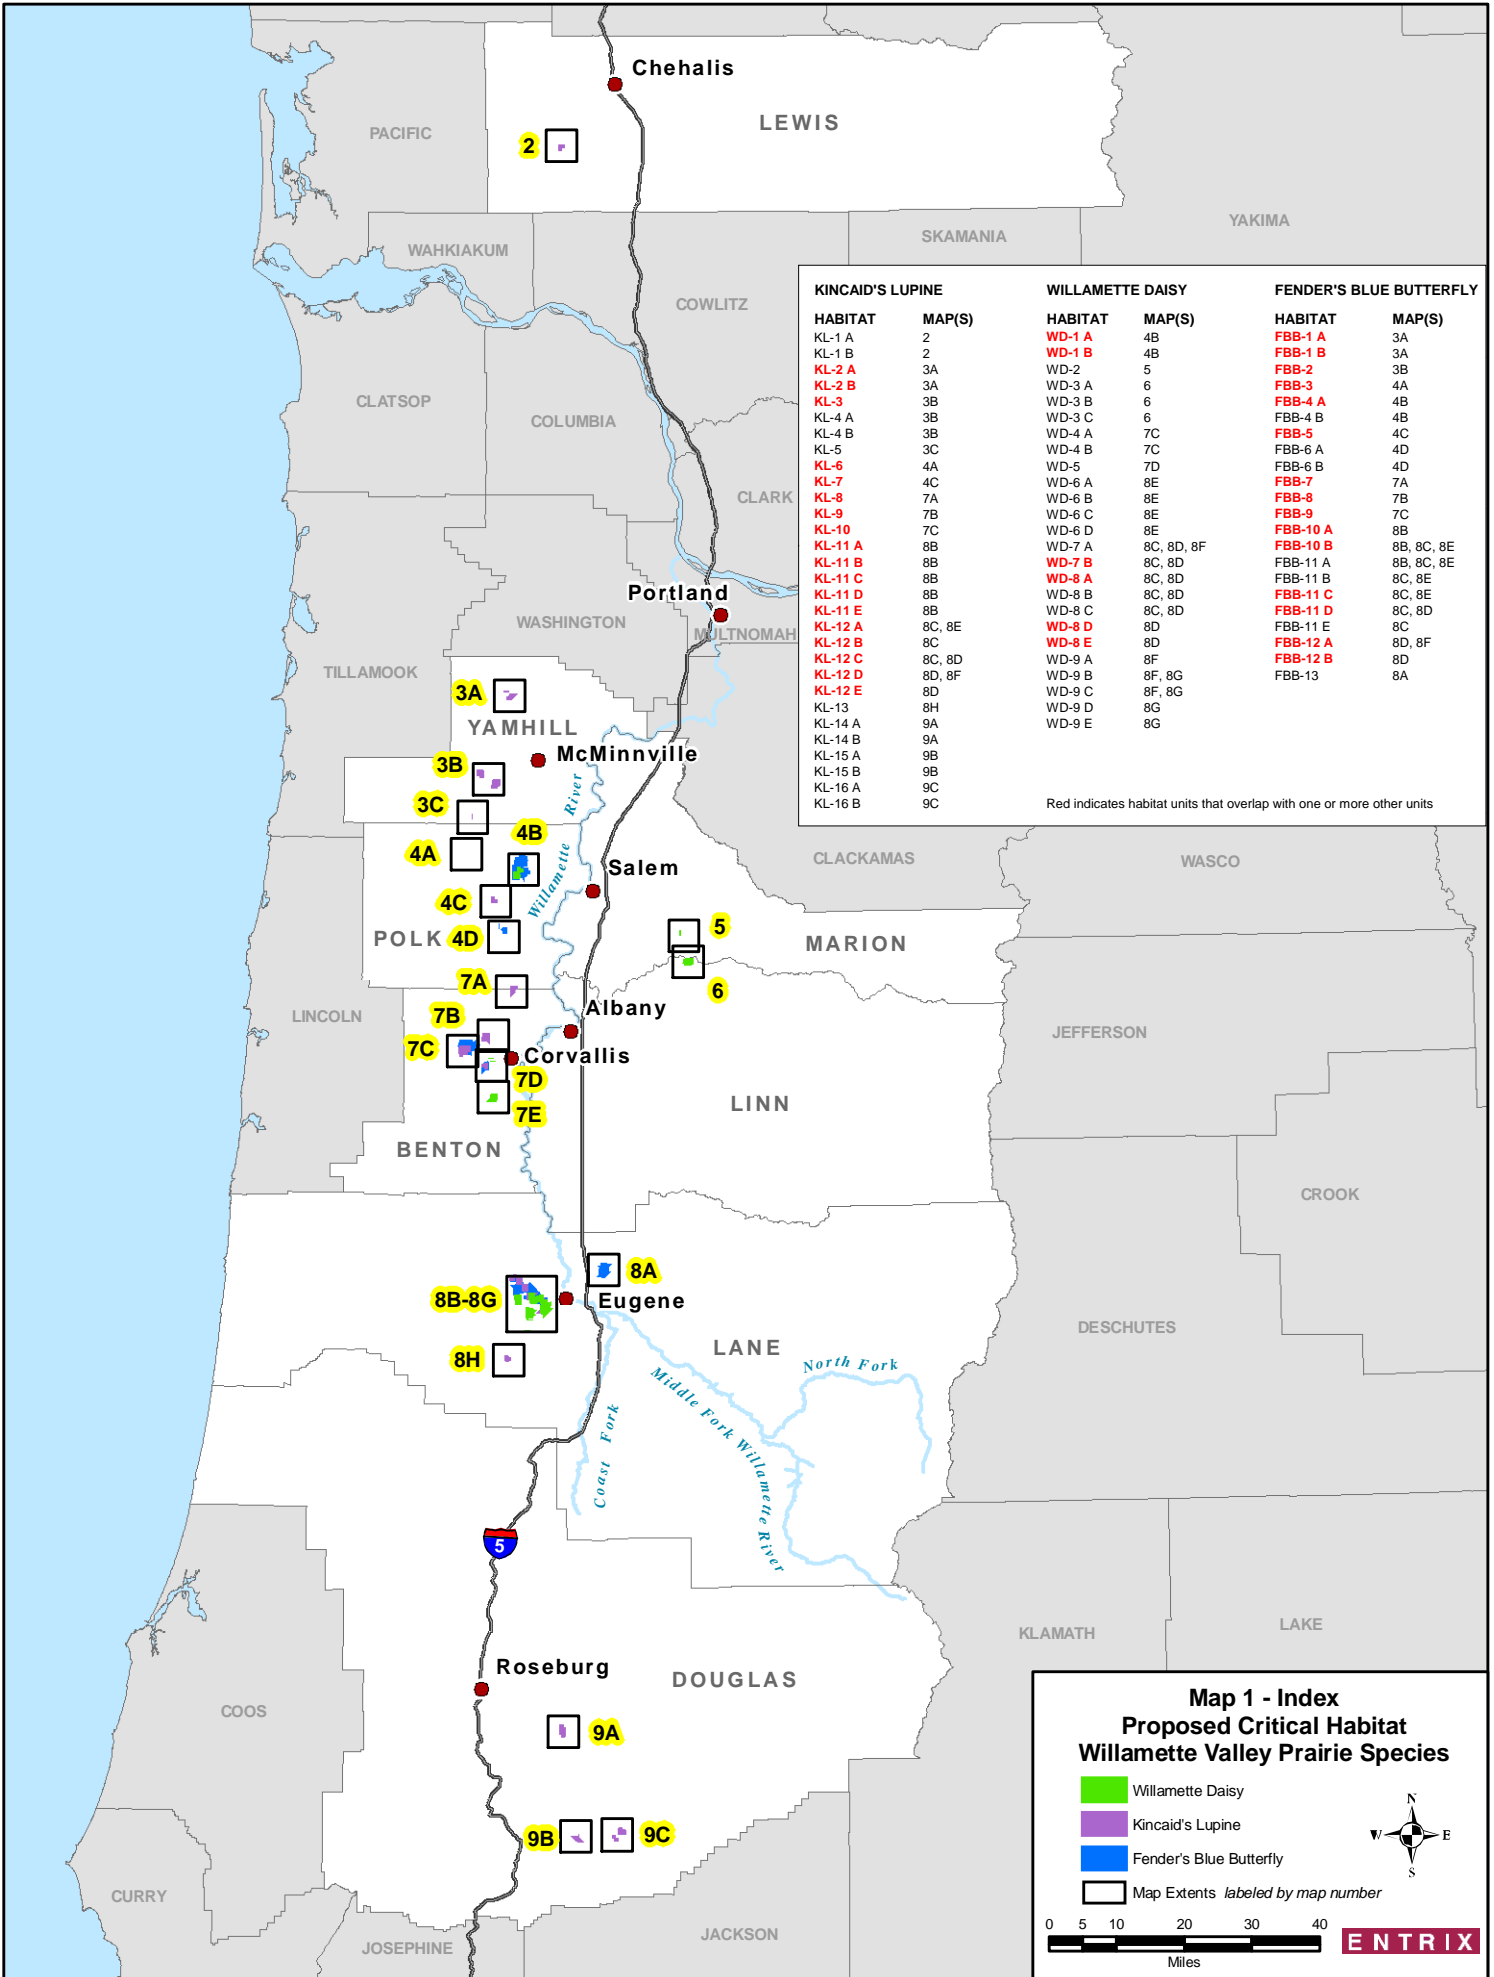 Chehalis
LEWIS
PACIFIC
2
YAKIMA
SKAMANIA
WAHKIAKUM
COWLITZ
KINCAID'S LUPINE WILLAMETTE DAISY FENDER'S BLUE BUTTERFLY
HABITAT MAP(S) HABITAT MAP(S) HABITAT MAP(S)
KL-1 A 2 WD-1 A 4B FBB-1 A 3A
KL-1 B 2 WD-1 B 4B FBB-1 B 3A
KL-2 A 3A WD-2 5 FBB-2 3B
KL-2 B 3A WD-3 A 6 FBB-3 4A
KL-3 3B WD-3 B 6 FBB-4 A 4B
KL-4 A 3B WD-3 C 6 FBB-4 B 4B
KL-4 B 3B WD-4 A 7C FBB-5 4C
KL-5 3C WD-4 B 7C FBB-6 A 4D
KL-6 4A WD-5 7D FBB-6 B 4D
KL-7 4C WD-6 A 8E FBB-7 7A
KL-8 7A WD-6 B 8E FBB-8 7B
KL-9 7B WD-6 C 8E FBB-9 7C
KL-10 7C WD-6 D 8E FBB-10 A 8B
KL-11 A 8B WD-7 A 8C, 8D, 8F FBB-10 B 8B, 8C, 8E
KL-11 B 8B WD-7 B 8C, 8D FBB-11 A 8B, 8C, 8E
KL-11 C 8B WD-8 A 8C, 8D FBB-11 B 8C, 8E
KL-11 D 8B WD-8 B 8C, 8D FBB-11 C 8C, 8E
KL-11 E 8B WD-8 C 8C, 8D FBB-11 D 8C, 8D
KL-12 A 8C, 8E WD-8 D 8D FBB-11 E 8C
KL-12 B 8C WD-8 E 8D FBB-12 A 8D, 8F
KL-12 C 8C, 8D WD-9 A 8F FBB-12 B 8D
KL-12 D 8D, 8F WD-9 B 8F, 8G FBB-13 8A
KL-12 E 8D WD-9 C 8F, 8G
KL-13 8H WD-9 D 8G
KL-14 A 9A WD-9 E 8G
KL-14 B 9A
KL-15 A 9B
KL-15 B 9B
KL-16 A 9C
KL-16 B 9C Red indicates habitat units that overlap with one or more other units
CLATSOP
COLUMBIA
CLARK
Portland
WASHINGTON
MULTNOMAH
TILLAMOOK
3A
YAMHILL
McMinnville
3B
3C
Willamette River
4B
4A
CLACKAMAS
WASCO
Salem
4C
5
POLK
4D
MARION
7A
6
LINCOLN
7B
Albany
JEFFERSON
7C
Corvallis
7D
LINN
7E
BENTON
CROOK
8A
8B-8G
Eugene
DESCHUTES
LANE
8H
North Fork
Middle Fork Willamette River
Coast Fork
5
KLAMATH
LAKE
Roseburg
DOUGLAS
COOS
9A
9B
9C
CURRY
JOSEPHINE
JACKSON
Map 1 - Index
Proposed Critical Habitat
Willamette Valley Prairie Species
Willamette Daisy
Kincaid's Lupine
Fender's Blue Butterfly
Map Extents labeled by map number
N
W E
S
0 5 10 20 30 40
Miles
ENTRIX